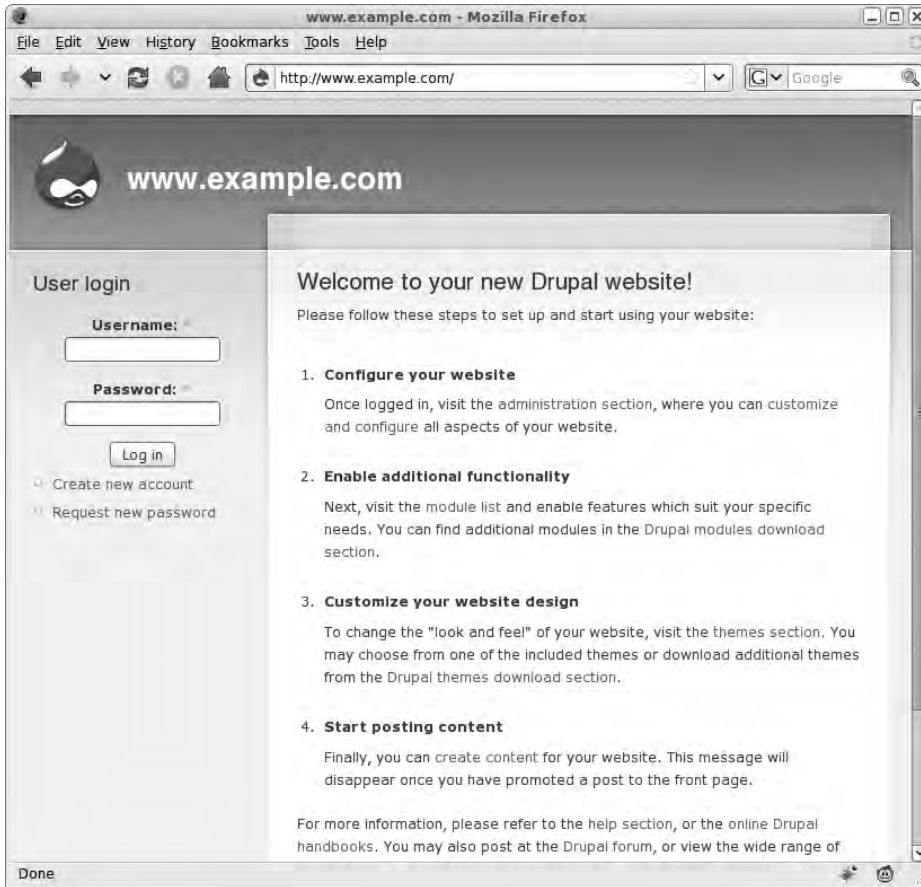 www.example.com - Mozilla Firefox
File Edit View History Bookmarks Tools Help
http://www.example.com/
G Google
www.example.com
User login
Username: *
Password: *
Log in
Create new account
Request new password
Welcome to your new Drupal website!
Please follow these steps to set up and start using your website:
1. Configure your website
Once logged in, visit the administration section, where you can customize
and configure all aspects of your website.
2. Enable additional functionality
Next, visit the module list and enable features which suit your specific
needs. You can find additional modules in the Drupal modules download
section.
3. Customize your website design
To change the "look and feel" of your website, visit the themes section. You
may choose from one of the included themes or download additional themes
from the Drupal themes download section.
4. Start posting content
Finally, you can create content for your website. This message will
disappear once you have promoted a post to the front page.
For more information, please refer to the help section, or the online Drupal
handbooks. You may also post at the Drupal forum, or view the wide range of
Done